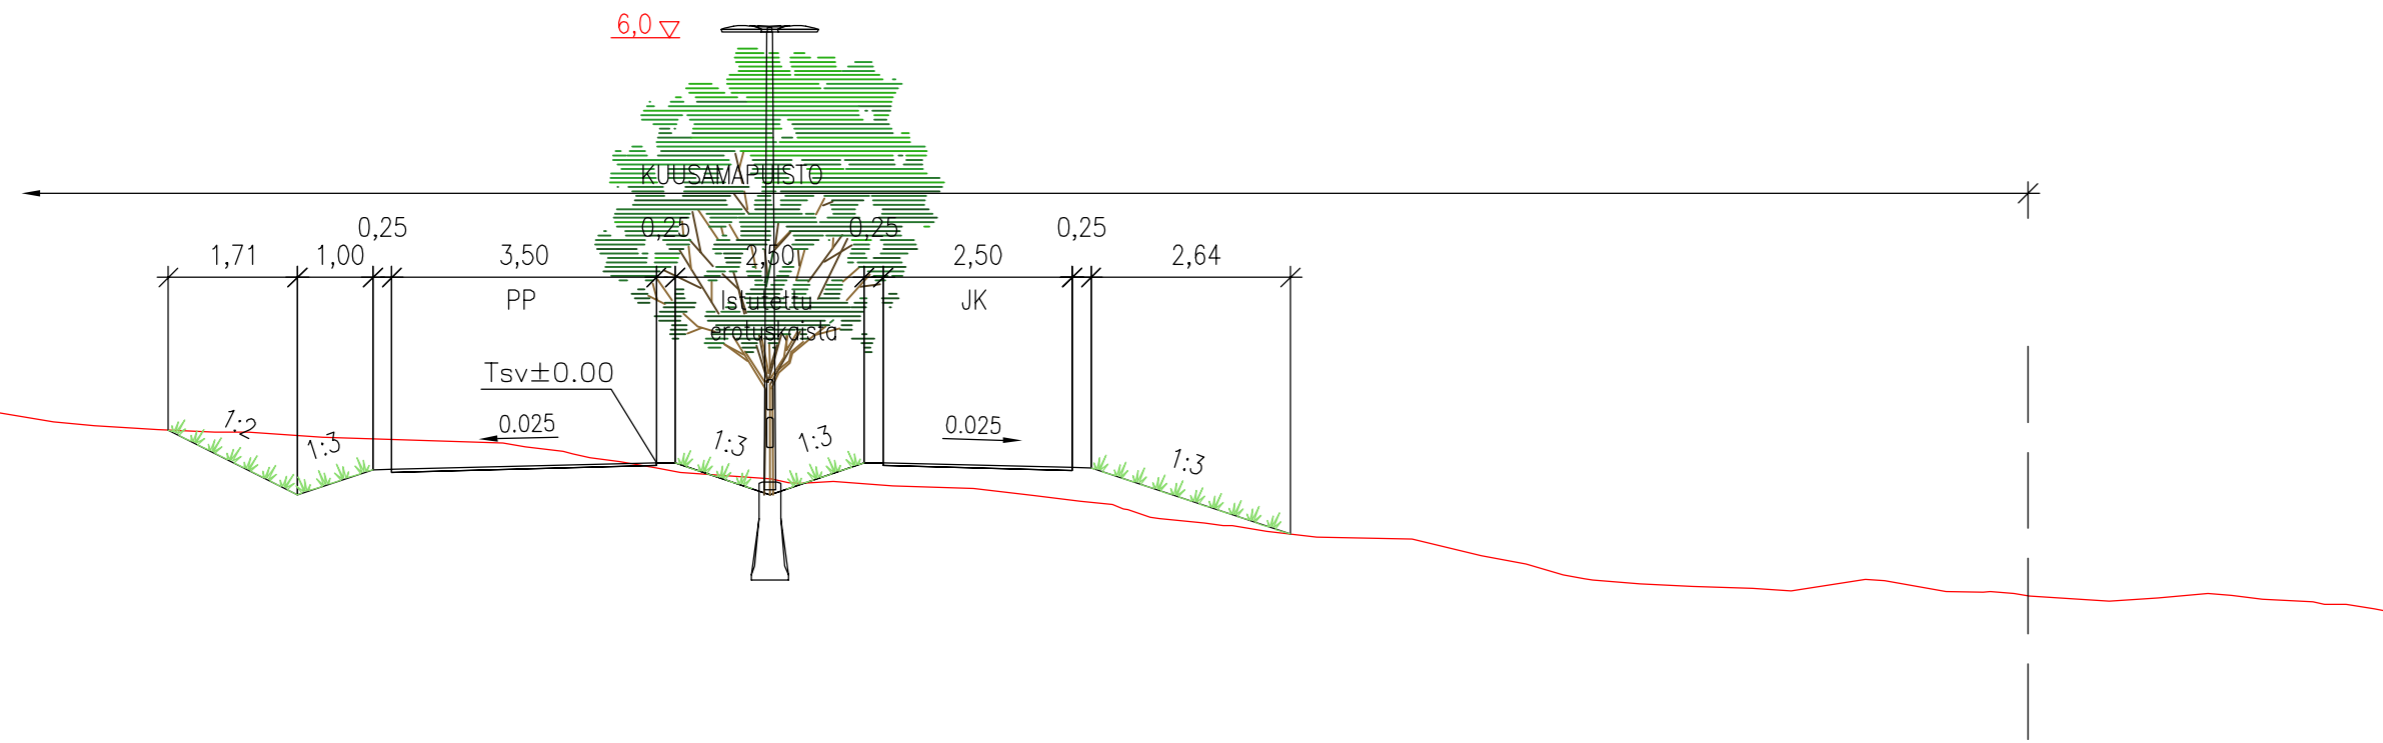 6,0
KUUSAMAPUISTO
0,25 0,25 0,25 0,25
1,71 1,00 3,50 2,50 2,50 2,64
PP Istutettu JK
erotuskaista
Tsv±0.00
1:2 1:3 0.025 1:3 1:3 0.025 1:3